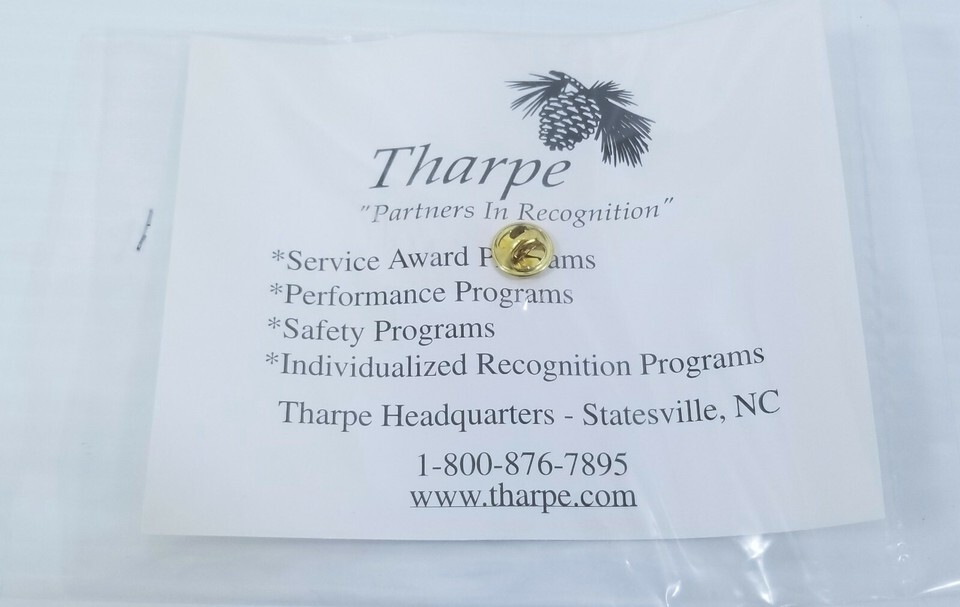 Tharpe
"Partners In Recognition"
*Service Award P ams
*Performance Programs
*Safety Programs
*Individualized Recognition Programs
Tharpe Headquarters - Statesville, NC
1-800-876-7895
www.tharpe.com